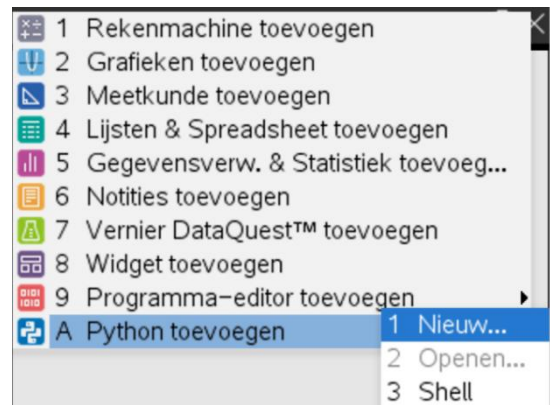 1 Rekenmachine toevoegen
2 Grafieken toevoegen
3 Meetkunde toevoegen
4 Lijsten & Spreadsheet toevoegen
5 Gegevensverw. & Statistiek toevoeg...
6 Notities toevoegen
7 Vernier DataQuest™ toevoegen
8 Widget toevoegen
9 Programma-editor toevoegen
A Python toevoegen
1 Nieuw...
2 Openen...
3 Shell